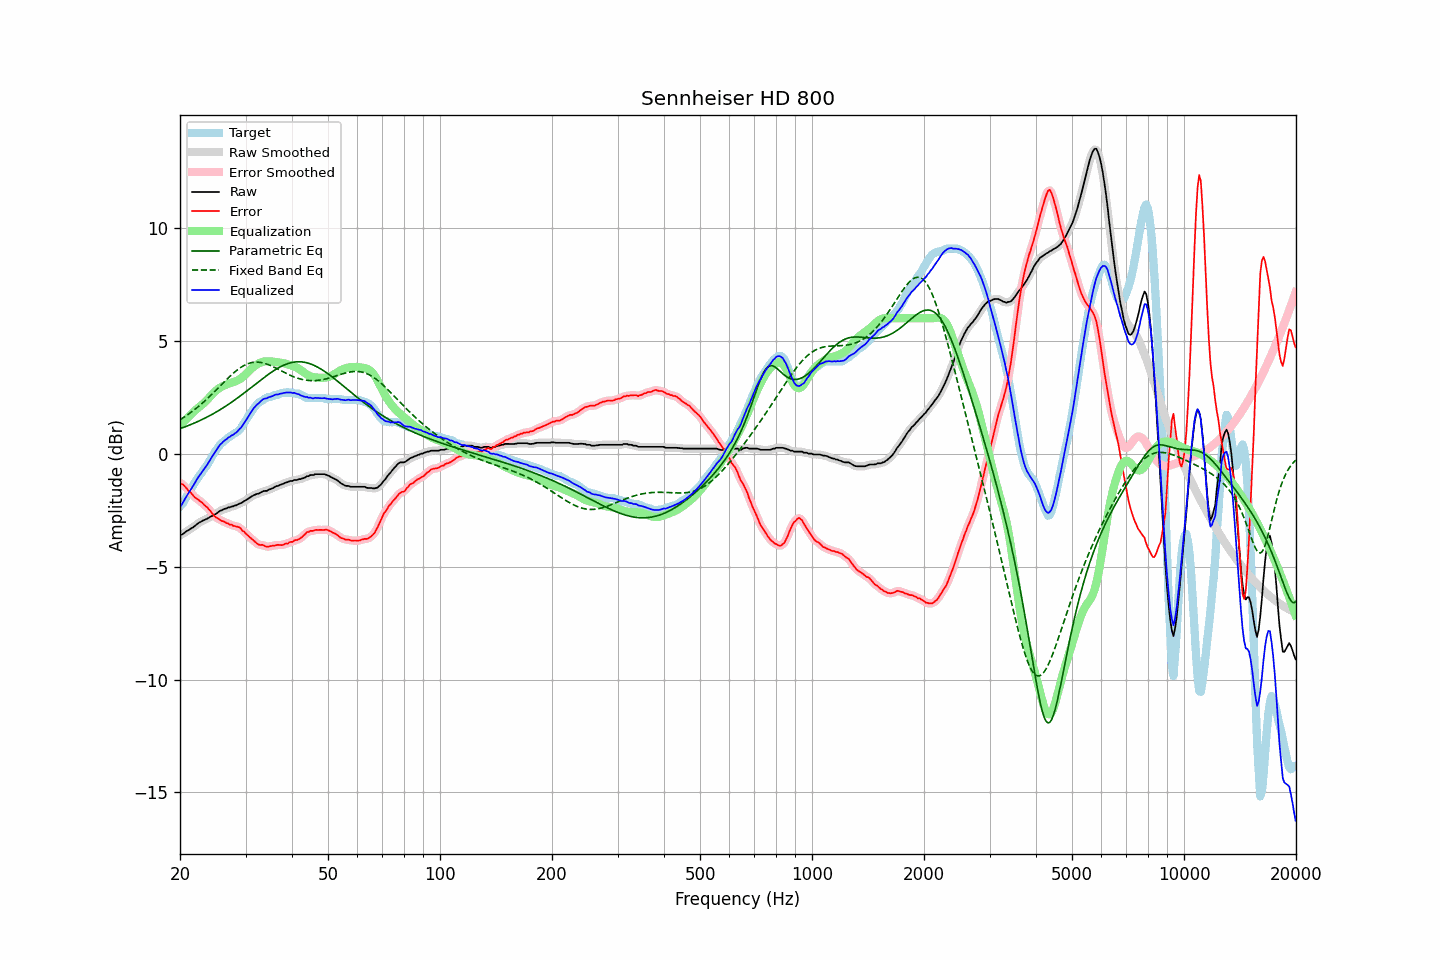 Sennheiser HD 800
Target
Raw Smoothed
Error Smoothed
Raw
Error
Equalization
Parametric Eq
Fixed Band Eq
Equalized
10
5
0
−5
−10
−15
Amplitude (dBr)
20 50 100 200 500 1000 2000 5000 10000 20000
Frequency (Hz)